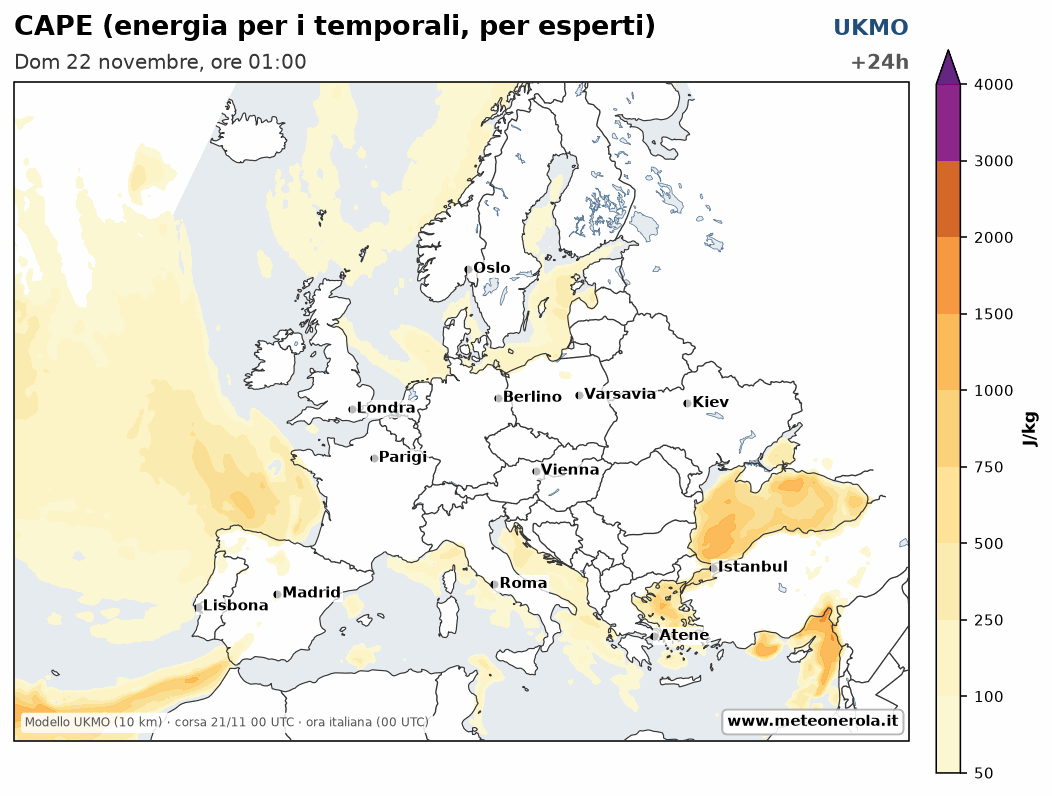 CAPE (energia per i temporali, per esperti)
UKMO
Dom 22 novembre, ore 01:00
+24h
4000
3000
2000
1500
1000
750
500
250
100
50
J/kg
Oslo
Londra
Berlino
Varsavia
Kiev
Parigi
Vienna
Istanbul
Roma
Madrid
Lisbona
Atene
Modello UKMO (10 km) · corsa 21/11 00 UTC · ora italiana (00 UTC)
www.meteonerola.it